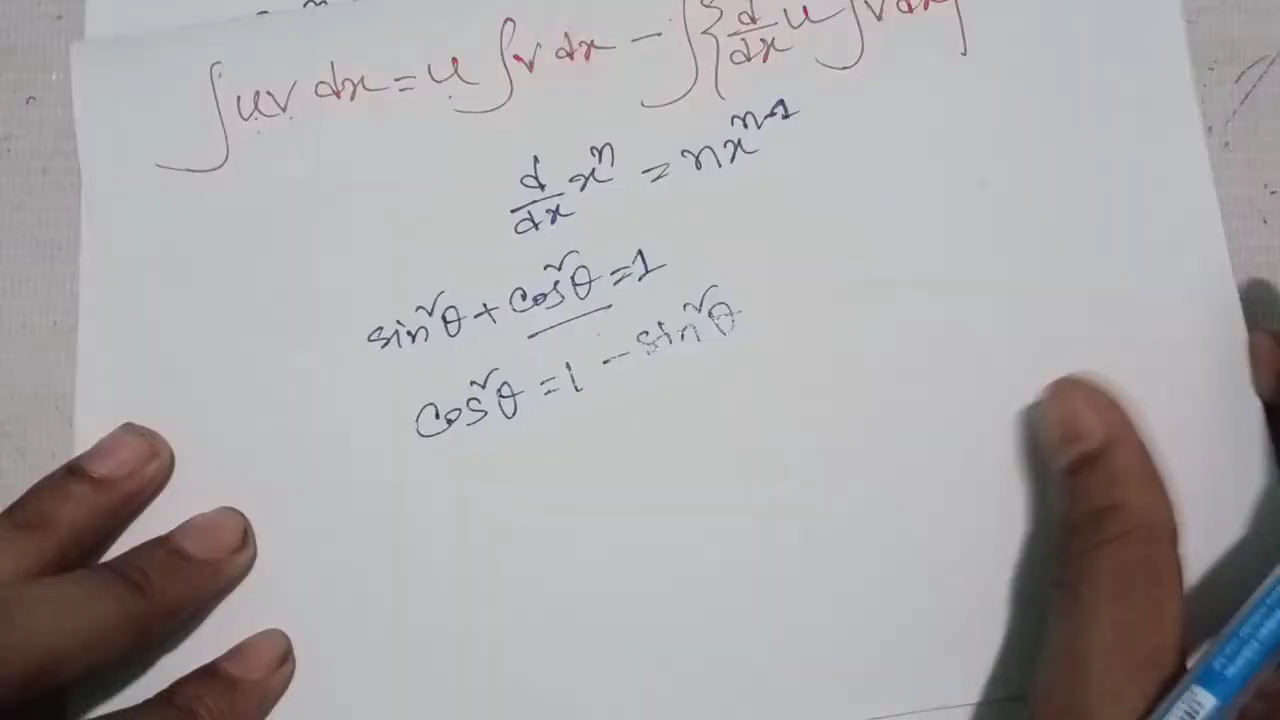 ∫uv dx = u ∫v dx − ∫{d/dx u ∫v dx}
d/dx xⁿ = nxⁿ⁻¹
sin²θ + cos²θ = 1
cos²θ = 1 − sin²θ